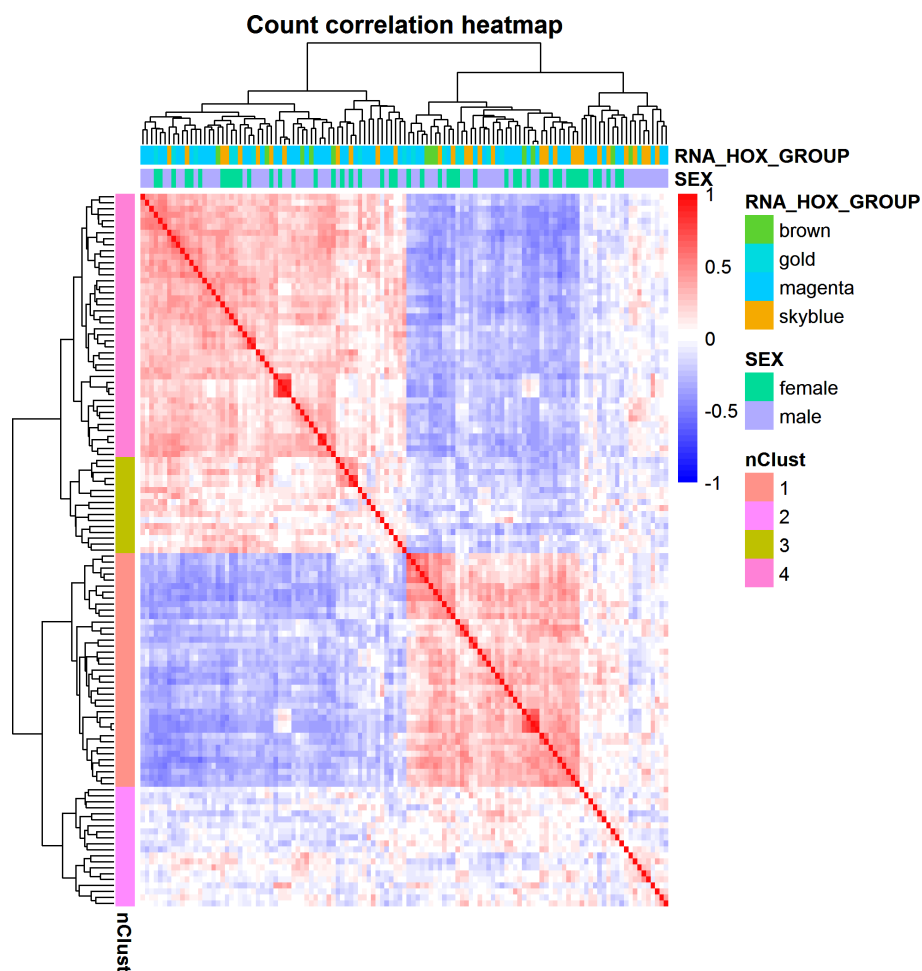 Count correlation heatmap
RNA_HOX_GROUP
SEX
1
0.5
0
-0.5
-1
RNA_HOX_GROUP
brown
gold
magenta
skyblue
SEX
female
male
nClust
1
2
3
4
nClust